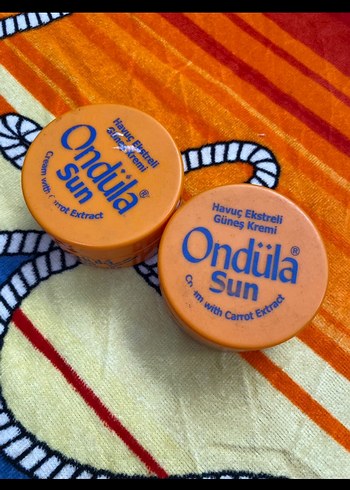 Havuç Ekstreli
Güneş Kremi
Ondüla®
Sun
Cream with Carrot Extract
Havuç Ekstreli
Güneş Kremi
Ondüla®
Sun
Cream with Carrot Extract